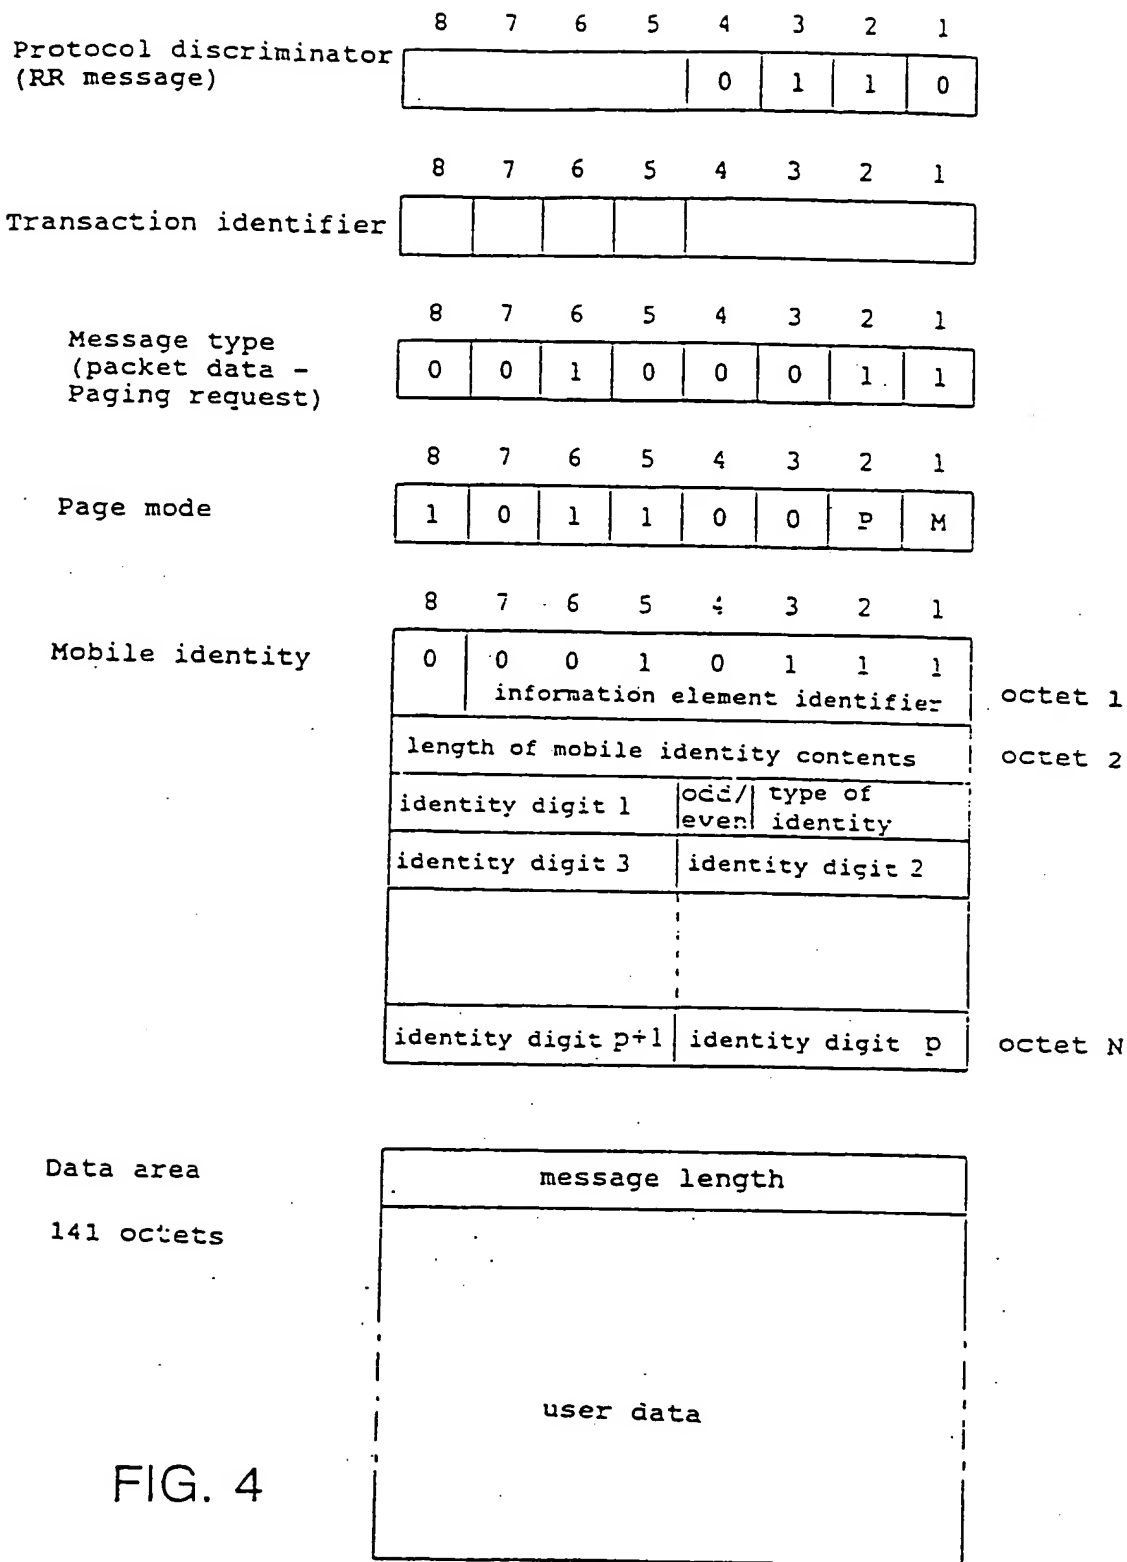 8 7 6 5 4 3 2 1
Protocol discriminator
(RR message)
0 1 1 0
8 7 6 5 4 3 2 1
Transaction identifier
8 7 6 5 4 3 2 1
Message type
(packet data -
Paging request)
0 0 1 0 0 0 1 1
8 7 6 5 4 3 2 1
Page mode
1 0 1 1 0 0 P M
8 7 6 5 4 3 2 1
Mobile identity
0 0 0 1 0 1 1 1
information element identifier
octet 1
length of mobile identity contents
octet 2
identity digit 1
odd/
even
type of
identity
identity digit 3
identity digit 2
identity digit p+1
identity digit p
octet N
Data area
141 octets
message length
user data
FIG. 4